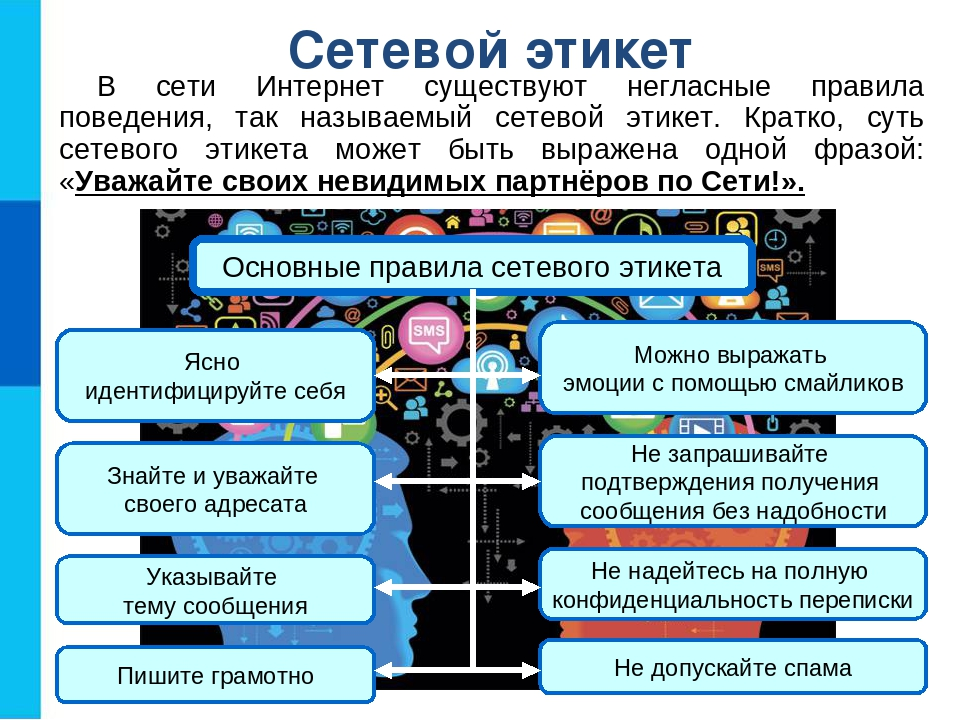 Сетевой этикет
В сети Интернет существуют негласные правила
поведения, так называемый сетевой этикет. Кратко, суть
сетевого этикета может быть выражена одной фразой:
«Уважайте своих невидимых партнёров по Сети!».
Основные правила сетевого этикета
SMS
SMS
Ясно
идентифицируйте себя
Можно выражать
эмоции с помощью смайликов
Знайте и уважайте
своего адресата
Не запрашивайте
подтверждения получения
сообщения без надобности
Указывайте
тему сообщения
Не надейтесь на полную
конфиденциальность переписки
Пишите грамотно
Не допускайте спама